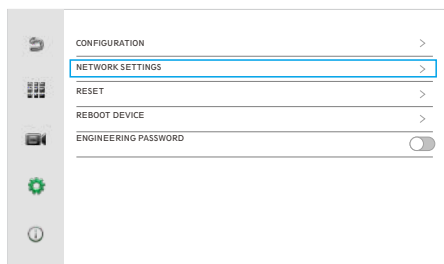 CONFIGURATION
NETWORK SETTINGS
RESET
REBOOT DEVICE
ENGINEERING PASSWORD